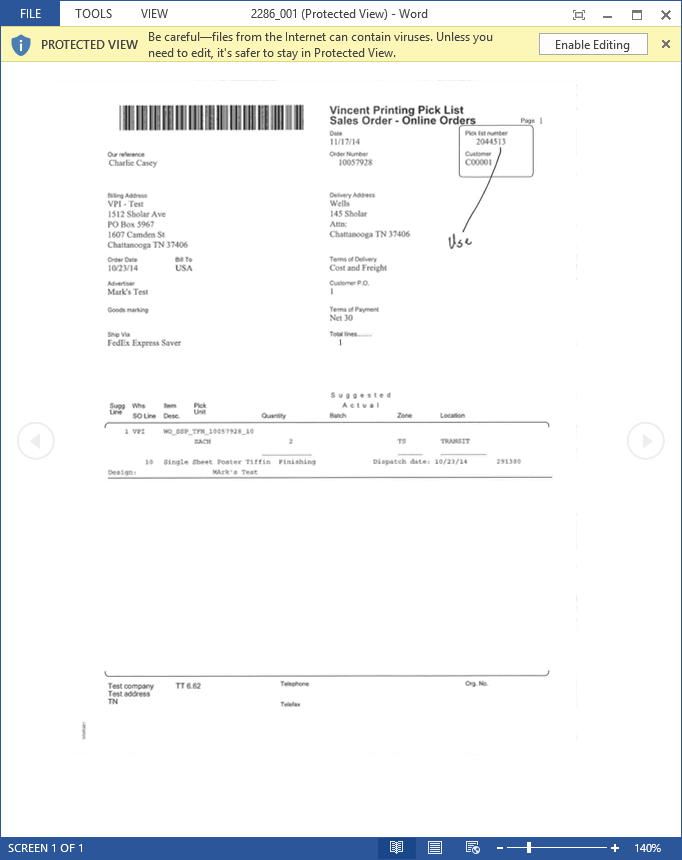 FILE TOOLS VIEW 2286_001 (Protected View) - Word
PROTECTED VIEW Be careful—files from the Internet can contain viruses. Unless you
need to edit, it's safer to stay in Protected View. Enable Editing
Vincent Printing Pick List
Sales Order - Online Orders Page 1
Date Pick list number
11/17/14 2044513
Our reference Order Number Customer
Charlie Casey 10057928 C00001
Billing Address Delivery Address
VPI - Test Wells
1512 Sholar Ave 145 Sholar
PO Box 5967 Attn:
1607 Camden St Chattanooga TN 37406
Use
Chattanooga TN 37406
Order Date Bill To Terms of Delivery
10/23/14 USA Cost and Freight
Advertiser Customer P.O.
Mark's Test 1
Goods marking Terms of Payment
Net 30
Ship Via Total lines.........
FedEx Express Saver 1
Suggested
Sugg Whs Item Pick Actual
Line SO Line Desc. Unit Quantity Batch Zone Location
1 VPI WO_SSP_TFN_10057928_10
EACH 2 TS TRANSIT
10 Single Sheet Poster Tiffin Finishing Dispatch date: 10/23/14 291380
Design: MArk's Test
Test company TT 6.62 Telephone Org. No.
Test address
TN Telefax
SCREEN 1 OF 1 140%